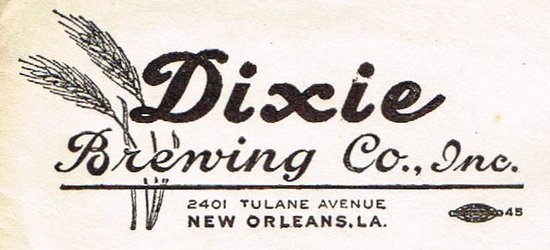 Dixie
Brewing Co., Inc.
2401 TULANE AVENUE
NEW ORLEANS, LA.
45